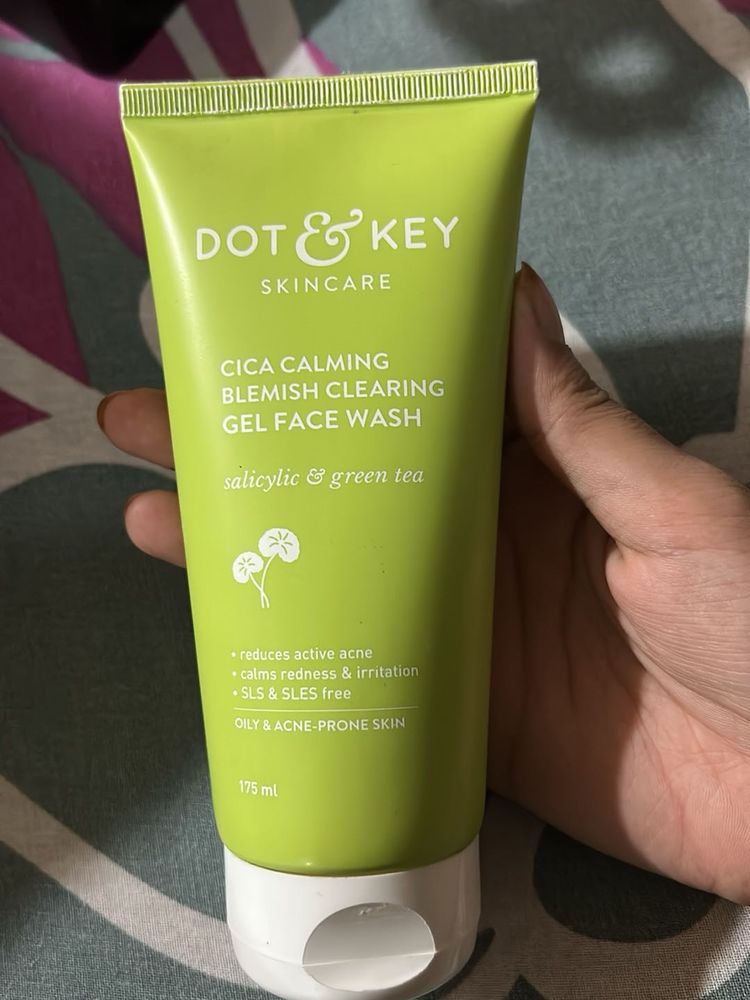 DOT & KEY
SKINCARE
CICA CALMING
BLEMISH CLEARING
GEL FACE WASH
salicylic & green tea
• reduces active acne
• calms redness & irritation
• SLS & SLES free
OILY & ACNE-PRONE SKIN
175 ml